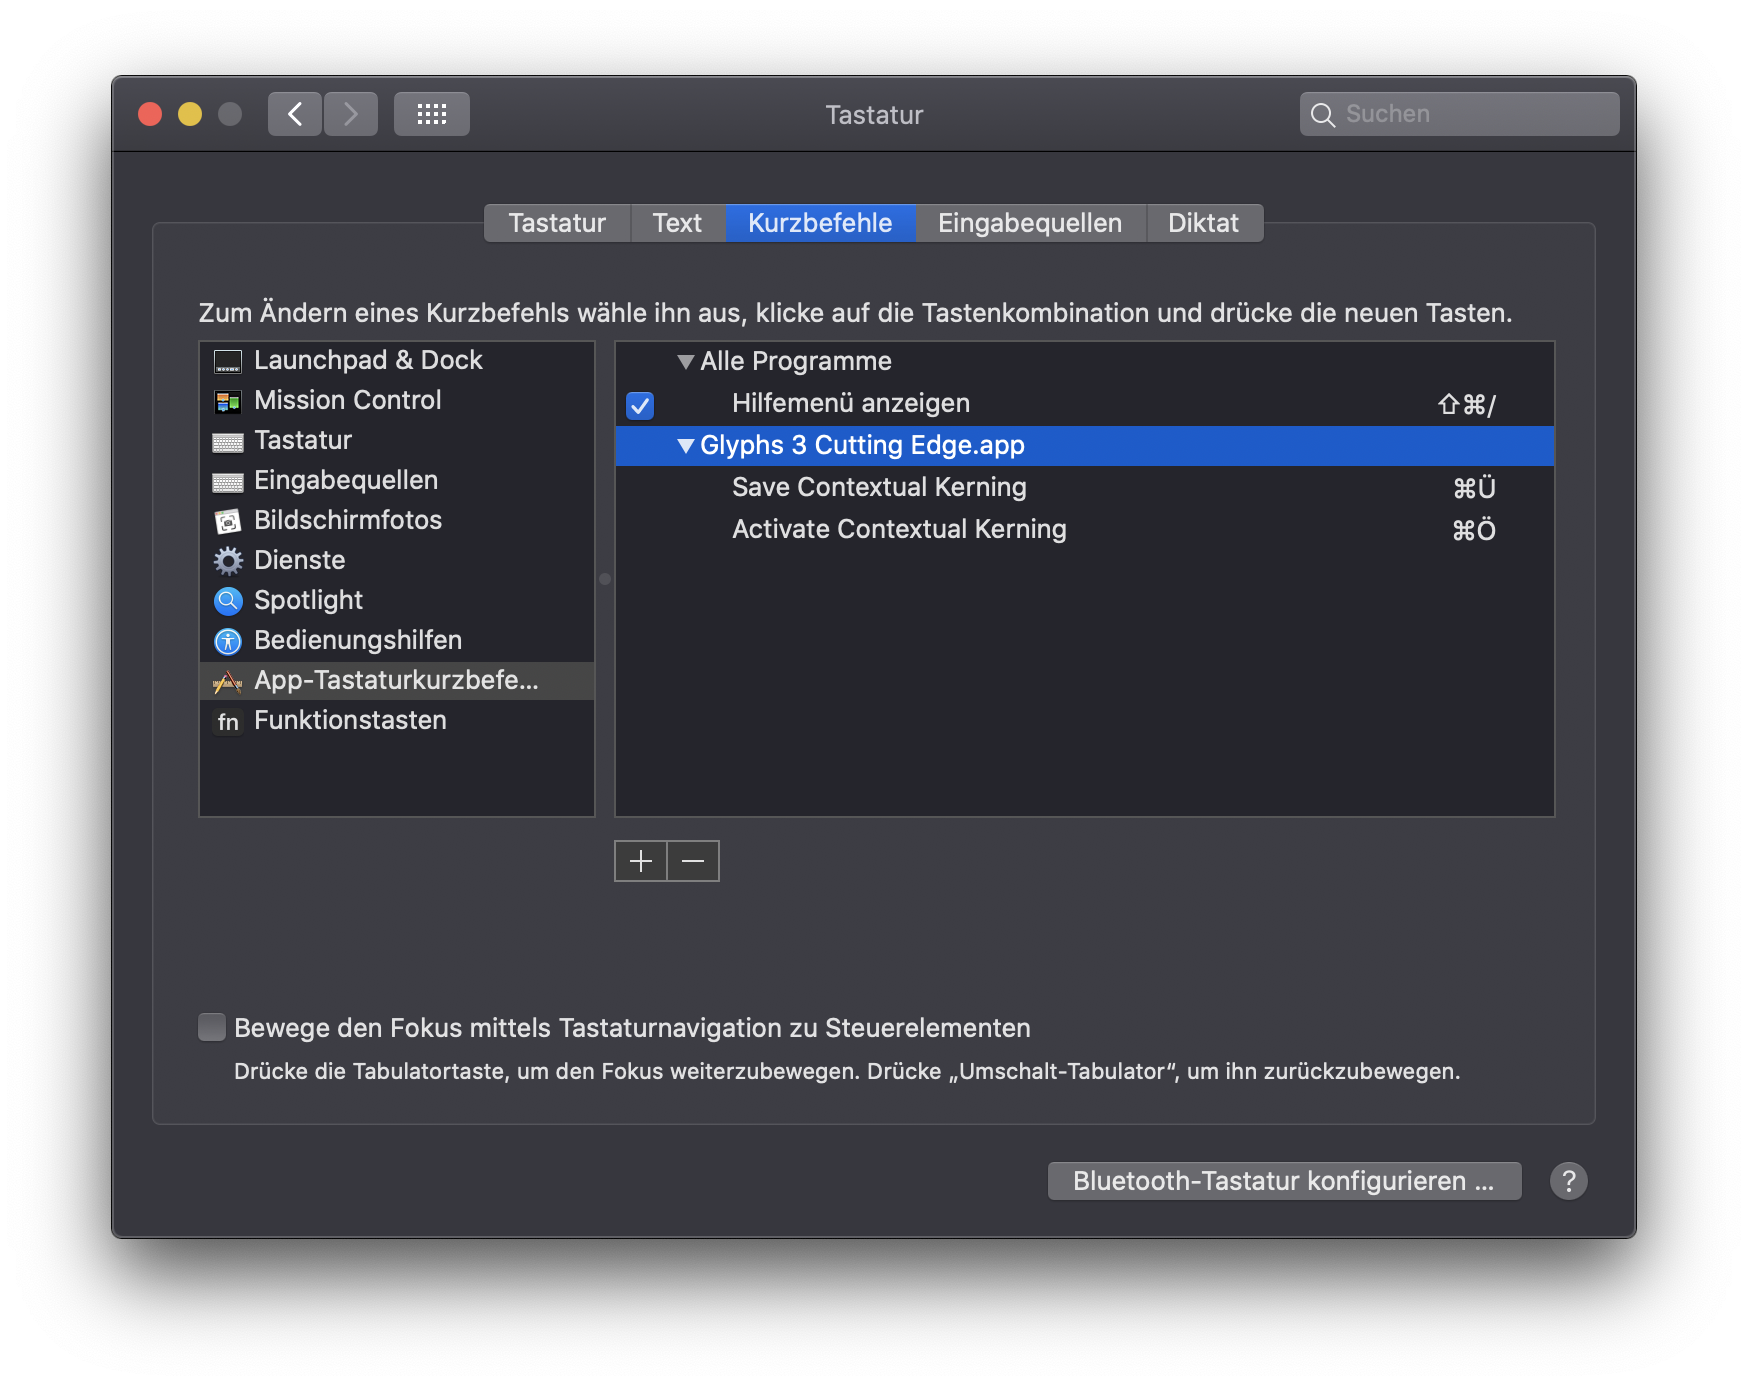 Tastatur
Suchen
Tastatur Text Kurzbefehle Eingabequellen Diktat
Zum Ändern eines Kurzbefehls wähle ihn aus, klicke auf die Tastenkombination und drücke die neuen Tasten.
Launchpad & Dock
Mission Control
Tastatur
Eingabequellen
Bildschirmfotos
Dienste
Spotlight
Bedienungshilfen
App-Tastaturkurzbefe...
fn Funktionstasten
Alle Programme
Hilfemenü anzeigen ⇧⌘/
Glyphs 3 Cutting Edge.app
Save Contextual Kerning ⌘Ü
Activate Contextual Kerning ⌘Ö
Bewege den Fokus mittels Tastaturnavigation zu Steuerelementen
Drücke die Tabulatortaste, um den Fokus weiterzubewegen. Drücke „Umschalt-Tabulator“, um ihn zurückzubewegen.
Bluetooth-Tastatur konfigurieren ... ?